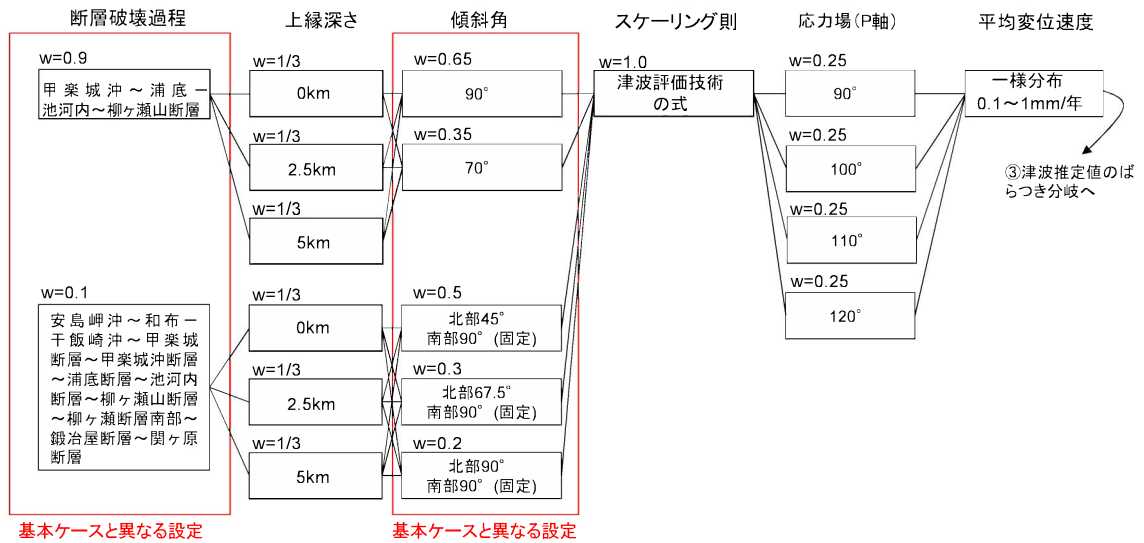 断層破壊過程
上縁深さ
傾斜角
スケーリング則
応力場(P軸)
平均変位速度
w=0.9
甲楽城沖～浦底－
池河内～柳ヶ瀬山断層
w=1/3
0km
w=1/3
2.5km
w=1/3
5km
w=0.65
90°
w=0.35
70°
w=1.0
津波評価技術
の式
w=0.25
90°
w=0.25
100°
w=0.25
110°
w=0.25
120°
一様分布
0.1～1mm/年
③津波推定値のば
らつき分岐へ
w=0.1
安島岬沖～和布－
干飯崎沖～甲楽城
断層～甲楽城沖断層
～浦底断層～池河内
断層～柳ヶ瀬山断層
～柳ヶ瀬断層南部～
鍛冶屋断層～関ヶ原
断層
w=1/3
0km
w=1/3
2.5km
w=1/3
5km
w=0.5
北部45°
南部90° (固定)
w=0.3
北部67.5°
南部90° (固定)
w=0.2
北部90°
南部90° (固定)
基本ケースと異なる設定
基本ケースと異なる設定